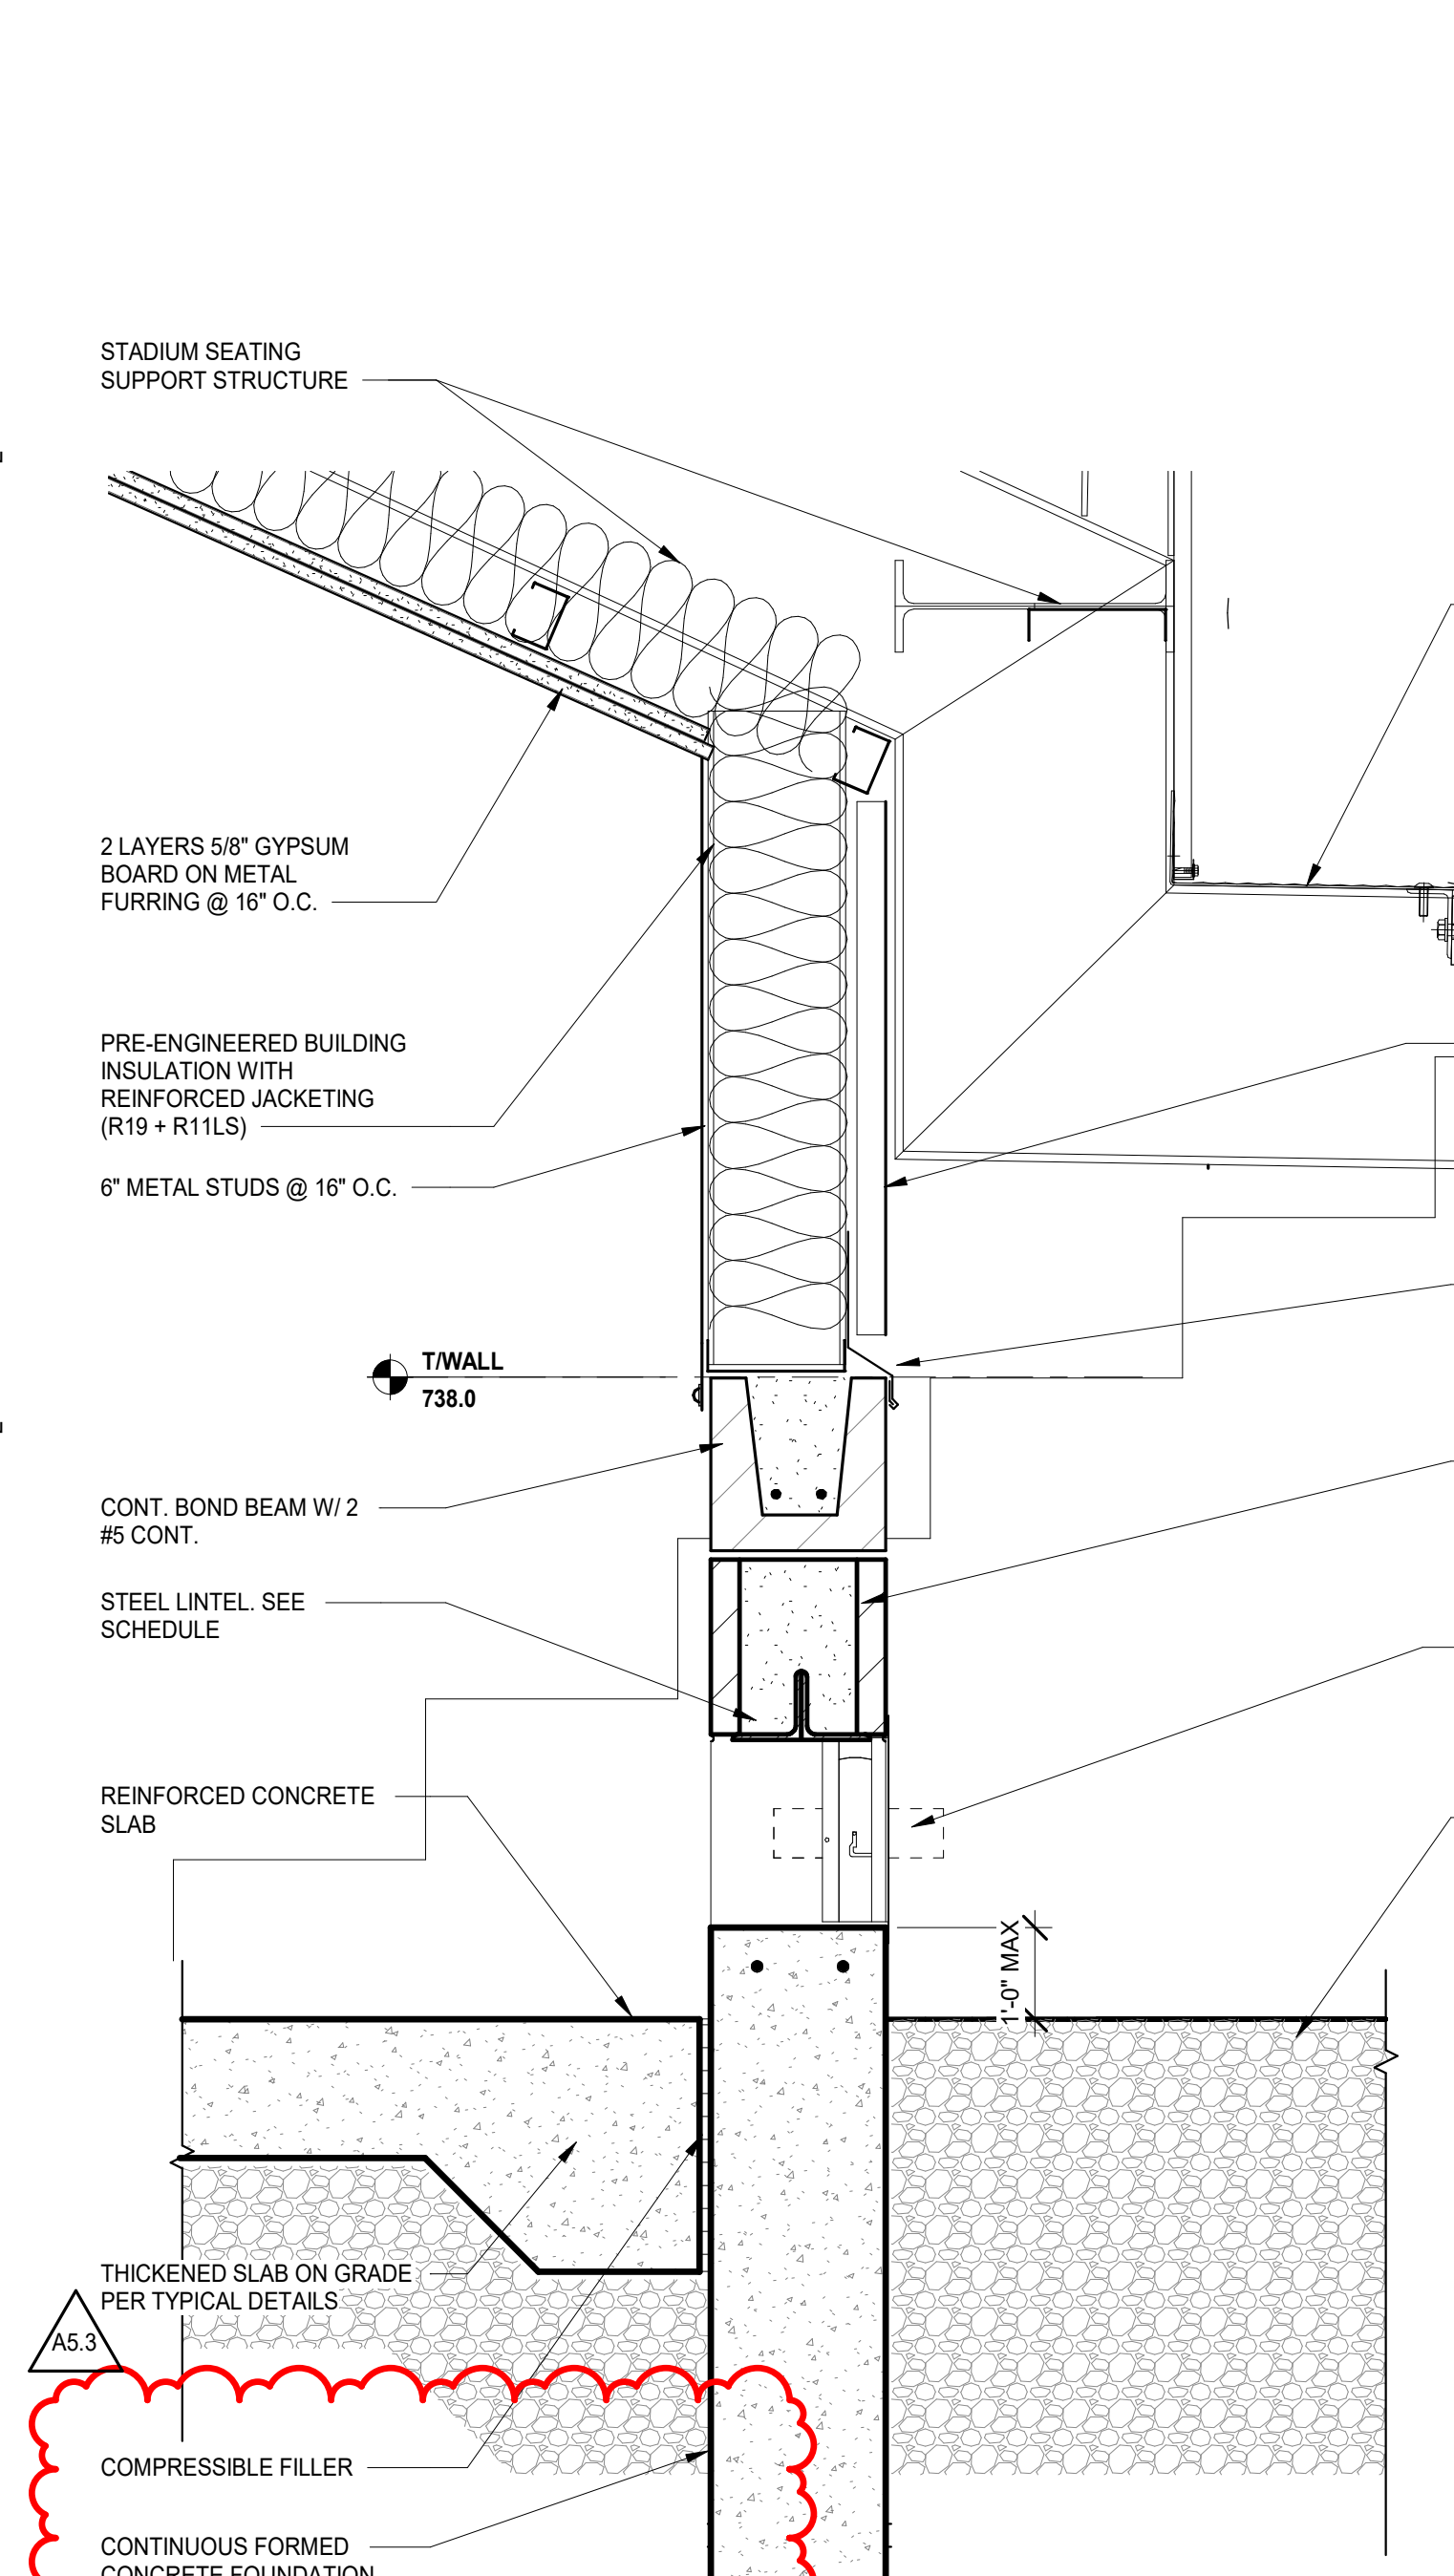 STADIUM SEATING
SUPPORT STRUCTURE
2 LAYERS 5/8" GYPSUM
BOARD ON METAL
FURRING @ 16" O.C.
PRE-ENGINEERED BUILDING
INSULATION WITH
REINFORCED JACKETING
(R19 + R11LS)
6" METAL STUDS @ 16" O.C.
T/WALL
738.0
CONT. BOND BEAM W/ 2
#5 CONT.
STEEL LINTEL. SEE
SCHEDULE
REINFORCED CONCRETE
SLAB
1'-0" MAX
THICKENED SLAB ON GRADE
PER TYPICAL DETAILS
A5.3
COMPRESSIBLE FILLER
CONTINUOUS FORMED
CONCRETE FOUNDATION